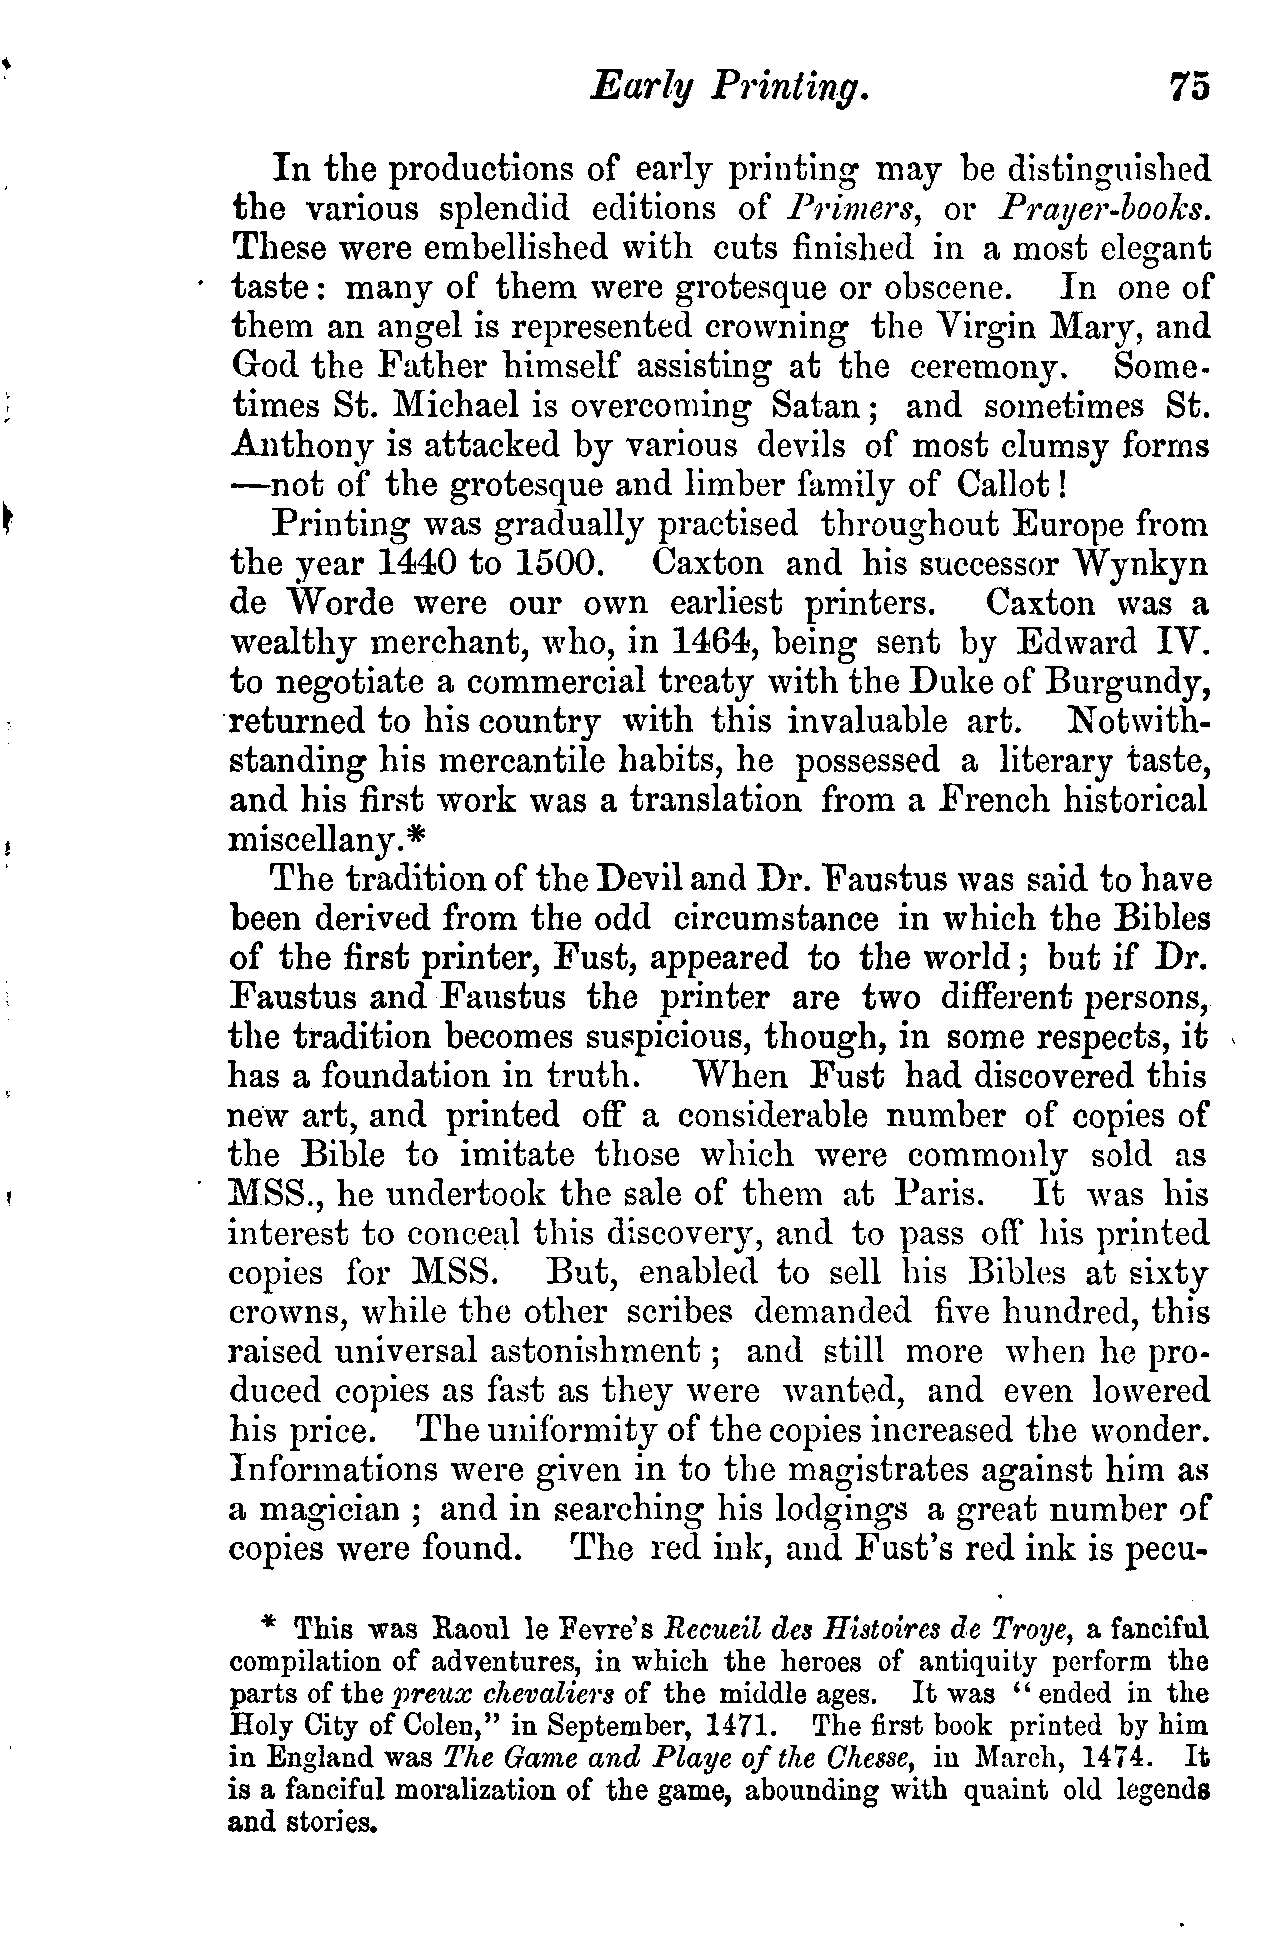 Early Printing. 75
In the productions of early printing may be distinguished
the various splendid editions of Primers, or Prayer-books.
These were embellished with cuts finished in a most elegant
taste: many of them were grotesque or obscene. In one of
them an angel is represented crowning the Virgin Mary, and
God the Father himself assisting at the ceremony. Some-
times St. Michael is overcoming Satan; and sometimes St.
Anthony is attacked by various devils of most clumsy forms
—not of the grotesque and limber family of Callot!
Printing was gradually practised throughout Europe from
the year 1440 to 1500. Caxton and his successor Wynkyn
de Worde were our own earliest printers. Caxton was a
wealthy merchant, who, in 1464, being sent by Edward IV.
to negotiate a commercial treaty with the Duke of Burgundy,
returned to his country with this invaluable art. Notwith-
standing his mercantile habits, he possessed a literary taste,
and his first work was a translation from a French historical
miscellany.*
The tradition of the Devil and Dr. Faustus was said to have
been derived from the odd circumstance in which the Bibles
of the first printer, Fust, appeared to the world; but if Dr.
Faustus and Faustus the printer are two different persons,
the tradition becomes suspicious, though, in some respects, it
has a foundation in truth. When Fust had discovered this
new art, and printed off a considerable number of copies of
the Bible to imitate those which were commonly sold as
MSS., he undertook the sale of them at Paris. It was his
interest to conceal this discovery, and to pass off his printed
copies for MSS. But, enabled to sell his Bibles at sixty
crowns, while the other scribes demanded five hundred, this
raised universal astonishment; and still more when he pro-
duced copies as fast as they were wanted, and even lowered
his price. The uniformity of the copies increased the wonder.
Informations were given in to the magistrates against him as
a magician; and in searching his lodgings a great number of
copies were found. The red ink, and Fust's red ink is pecu-
* This was Raoul le Fevre's Recueil des Histoires de Troye, a fanciful
compilation of adventures, in which the heroes of antiquity perform the
parts of the preux chevaliers of the middle ages. It was "ended in the
Holy City of Colen," in September, 1471. The first book printed by him
in England was The Game and Playe of the Chesse, in March, 1474. It
is a fanciful moralization of the game, abounding with quaint old legends
and stories.